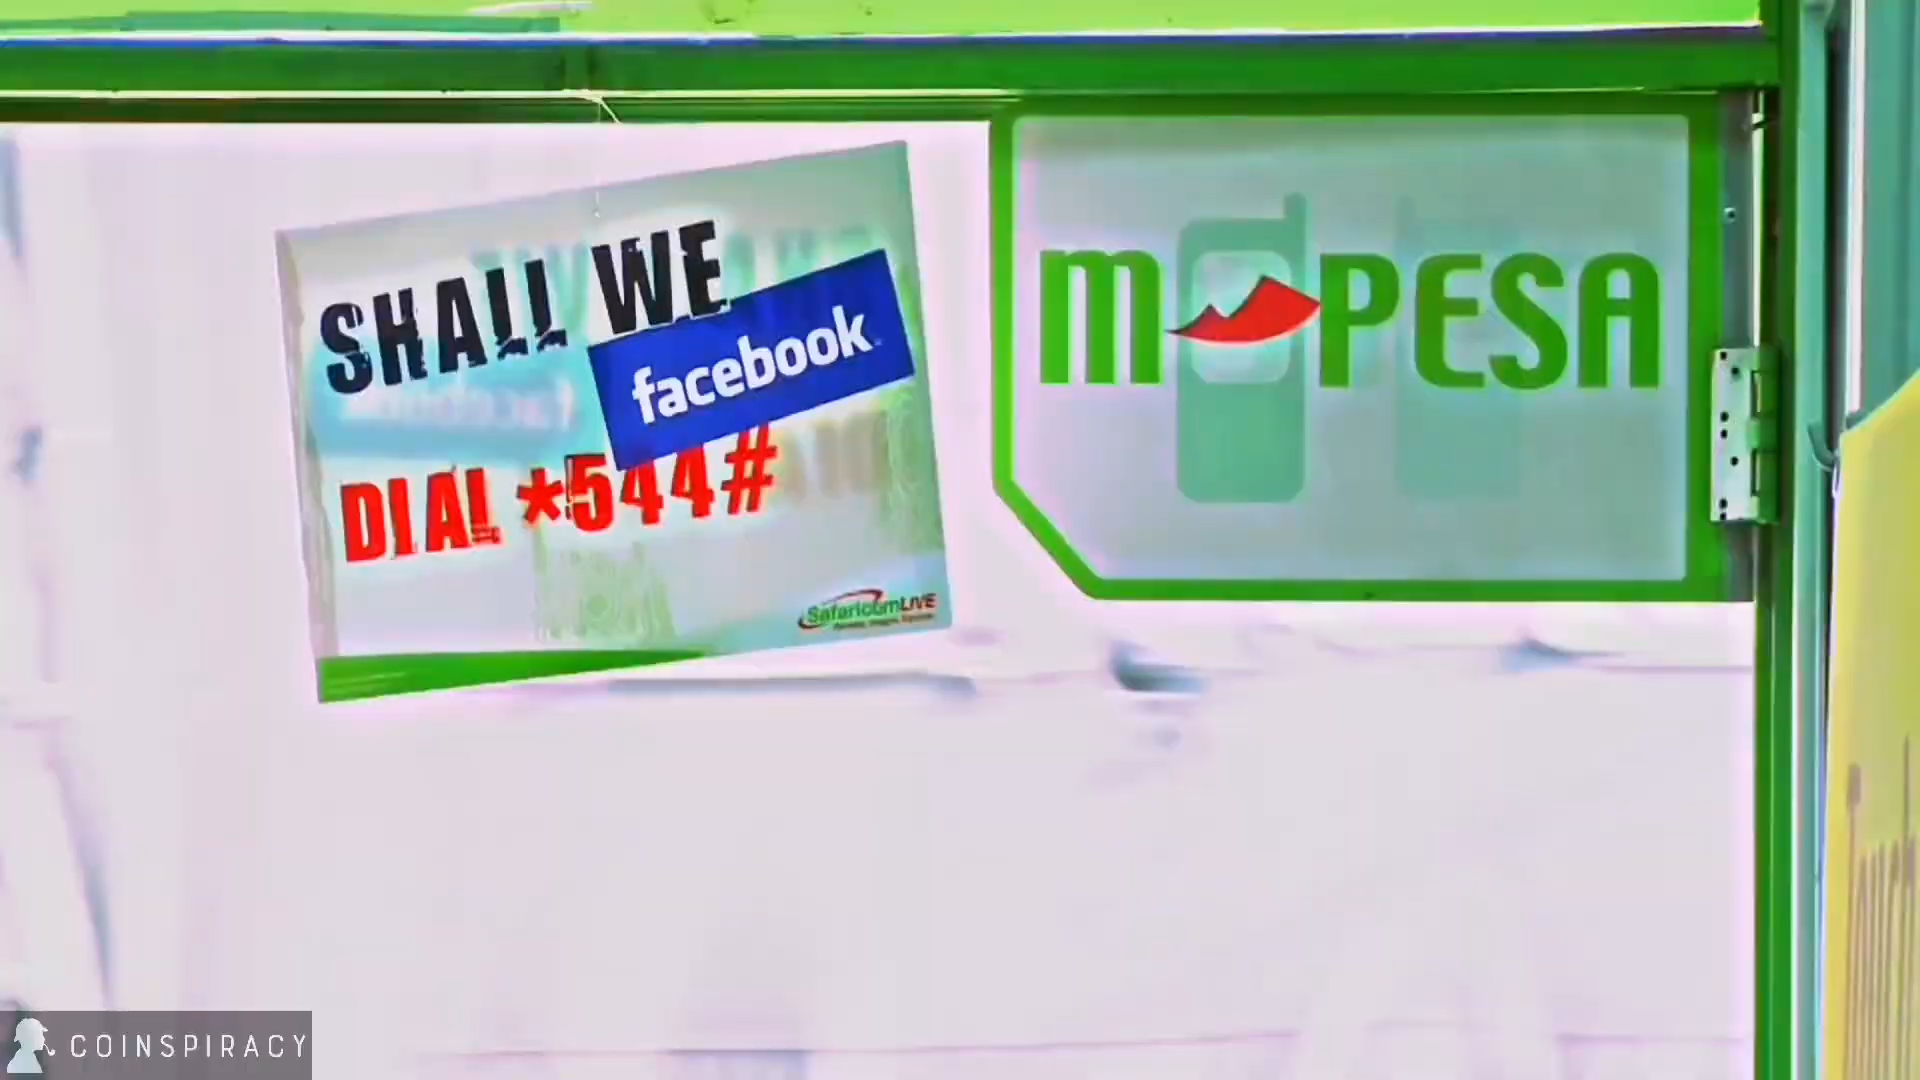 SHALL WE
facebook
DIAL *544#
SafaricomLIVE
M PESA
COINSPIRACY